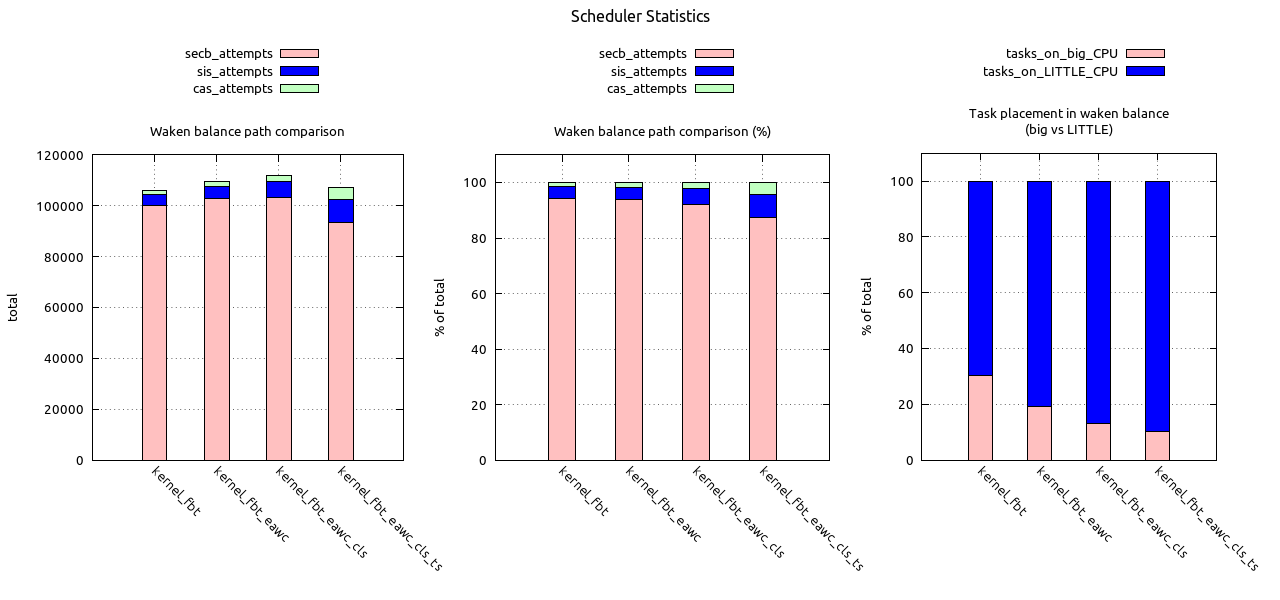 Scheduler Statistics
secb_attempts
sis_attempts
cas_attempts
Waken balance path comparison
120000
100000
80000
60000
40000
20000
0
total
kernel_fbt
kernel_fbt_eawc
kernel_fbt_eawc_cls
kernel_fbt_eawc_cls_ts
secb_attempts
sis_attempts
cas_attempts
Waken balance path comparison (%)
100
80
60
40
20
0
% of total
kernel_fbt
kernel_fbt_eawc
kernel_fbt_eawc_cls
kernel_fbt_eawc_cls_ts
tasks_on_big_CPU
tasks_on_LITTLE_CPU
Task placement in waken balance
(big vs LITTLE)
100
80
60
40
20
0
% of total
kernel_fbt
kernel_fbt_eawc
kernel_fbt_eawc_cls
kernel_fbt_eawc_cls_ts